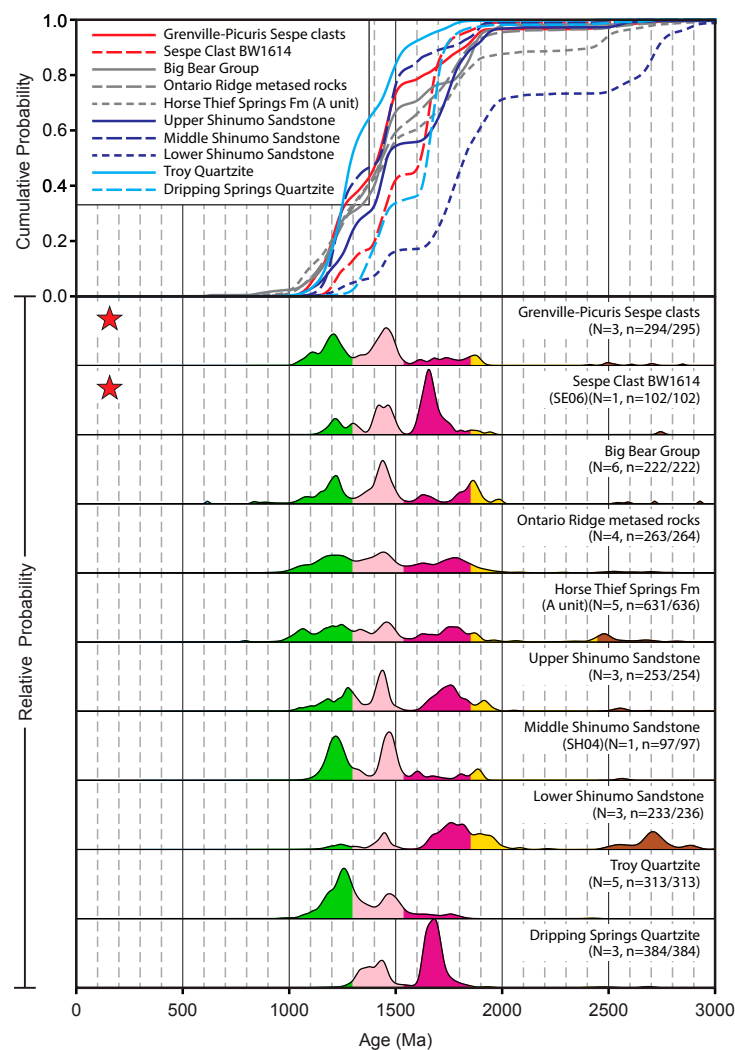 1.0
0.8
0.6
0.4
0.2
0.0
Cumulative Probability
Grenville-Picuris Sespe clasts
Sespe Clast BW1614
Big Bear Group
Ontario Ridge metased rocks
Horse Thief Springs Fm (A unit)
Upper Shinumo Sandstone
Middle Shinumo Sandstone
Lower Shinumo Sandstone
Troy Quartzite
Dripping Springs Quartzite
Relative Probability
Grenville-Picuris Sespe clasts
(N=3, n=294/295)
Sespe Clast BW1614
(SE06)(N=1, n=102/102)
Big Bear Group
(N=6, n=222/222)
Ontario Ridge metased rocks
(N=4, n=263/264)
Horse Thief Springs Fm
(A unit)(N=5, n=631/636)
Upper Shinumo Sandstone
(N=3, n=253/254)
Middle Shinumo Sandstone
(SH04)(N=1, n=97/97)
Lower Shinumo Sandstone
(N=3, n=233/236)
Troy Quartzite
(N=5, n=313/313)
Dripping Springs Quartzite
(N=3, n=384/384)
0 500 1000 1500 2000 2500 3000
Age (Ma)